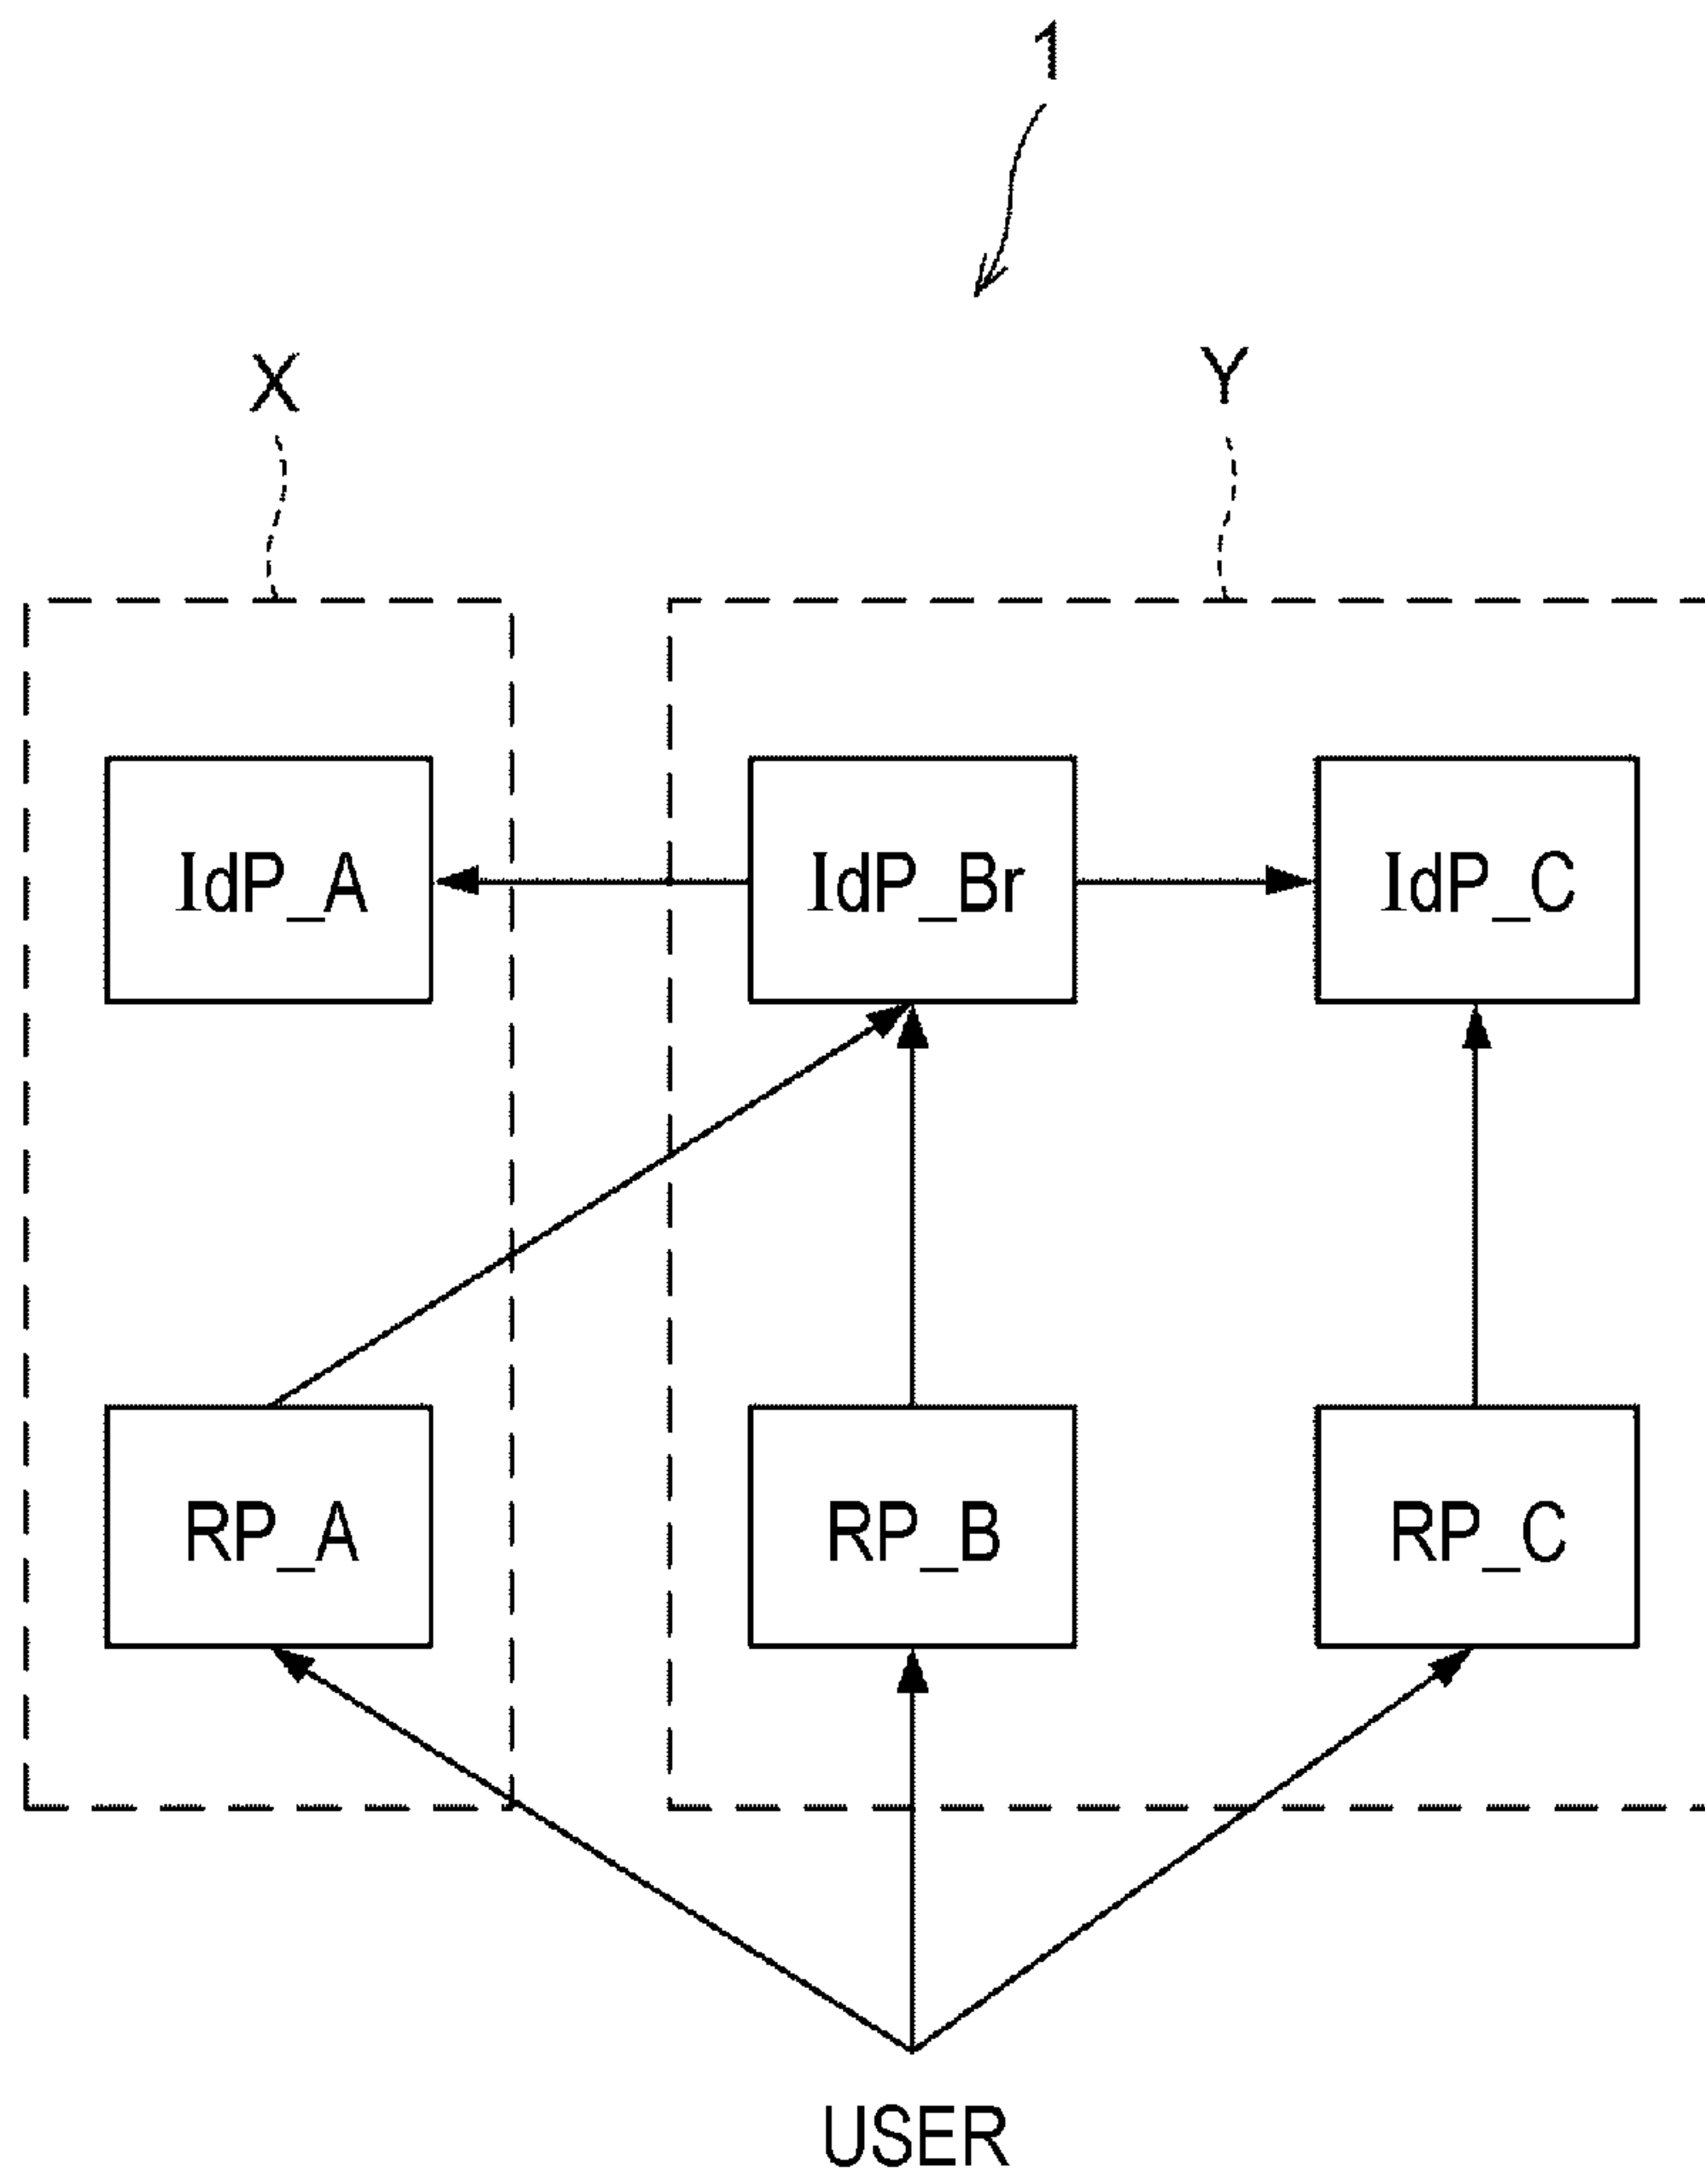 1
X
Y
IdP_A
IdP_Br
IdP_C
RP_A
RP_B
RP_C
USER